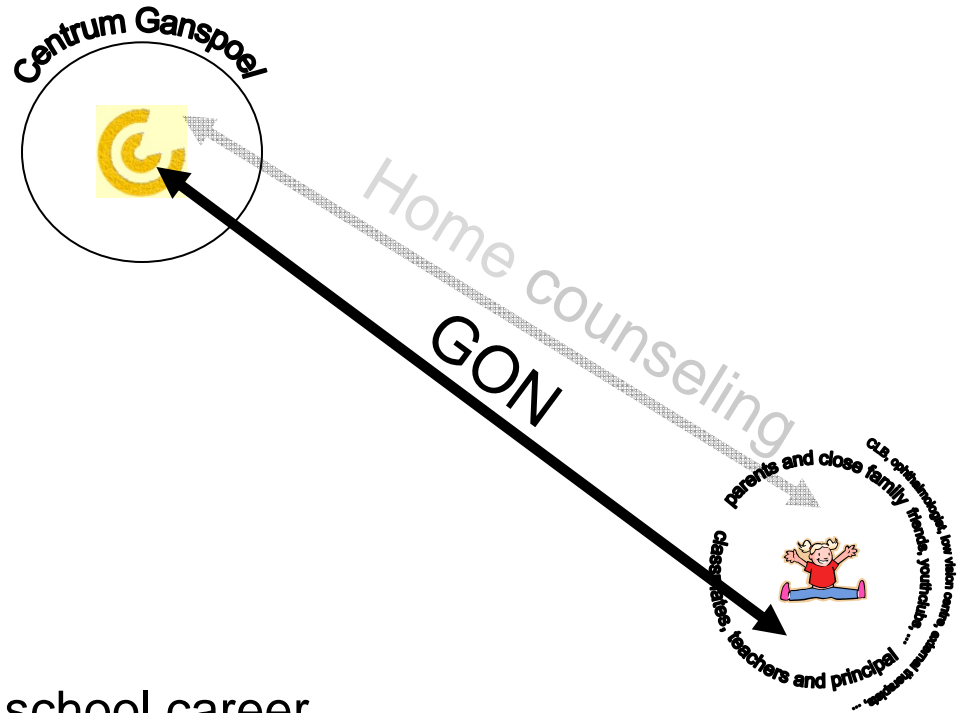 Centrum Ganspoel
Home counseling
GON
parents and close family
friends, youthclubs, ...
classmates, teachers and principal
CLB, ophthalmologist, low vision centre, external therapists, ...
school career